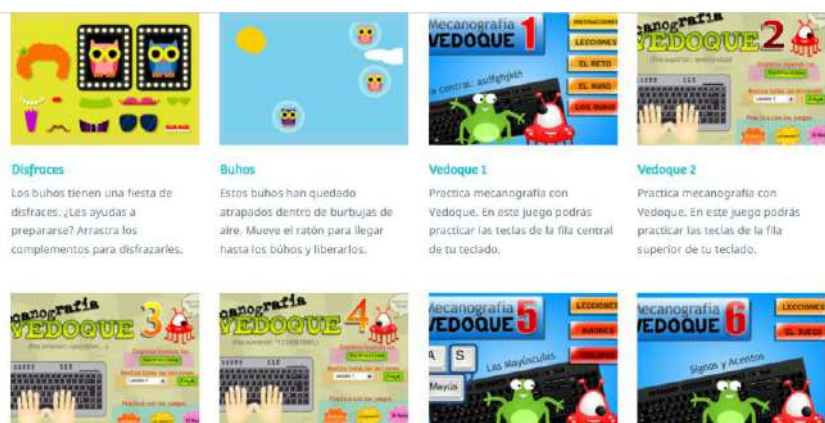 Mecanografía
VEDOQUE 1
INSTRUCCIONES
LECCIONES
EL RETO
EL MURO
a central: asdfghjklñ
VEDOQUE 2
Disfraces
Los buhos tienen una fiesta de
disfraces. ¿Les ayudas a
prepararse? Arrastra los
complementos para disfrazarles.
Buhos
Estos buhos han quedado
atrapados dentro de burbujas de
aire. Mueve el ratón para llegar
hasta los búhos y liberarlos.
Vedoque 1
Practica mecanografía con
Vedoque. En este juego podrás
practicar las teclas de la fila central
de tu teclado.
Vedoque 2
Practica mecanografía con
Vedoque. En este juego podrás
practicar las teclas de la fila
superior de tu teclado.
canografía
VEDOQUE 3
canografía
VEDOQUE 4
Mecanografía
VEDOQUE 5
LECCIONES
Las Mayúsculas
A S
Mayús
Mecanografía
VEDOQUE 6
LECCIONES
EL JUEGO
Signos y Acentos